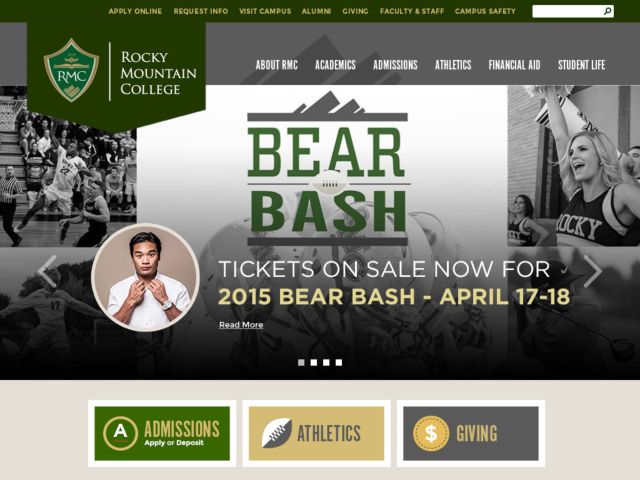 APPLY ONLINE REQUEST INFO VISIT CAMPUS ALUMNI GIVING FACULTY & STAFF CAMPUS SAFETY
RMC
ROCKY
MOUNTAIN
COLLEGE
ABOUT RMC ACADEMICS ADMISSIONS ATHLETICS FINANCIAL AID STUDENT LIFE
BEAR
BASH
ROCKY
TICKETS ON SALE NOW FOR
2015 BEAR BASH - APRIL 17-18
Read More
A ADMISSIONS
Apply or Deposit
ATHLETICS
$ GIVING